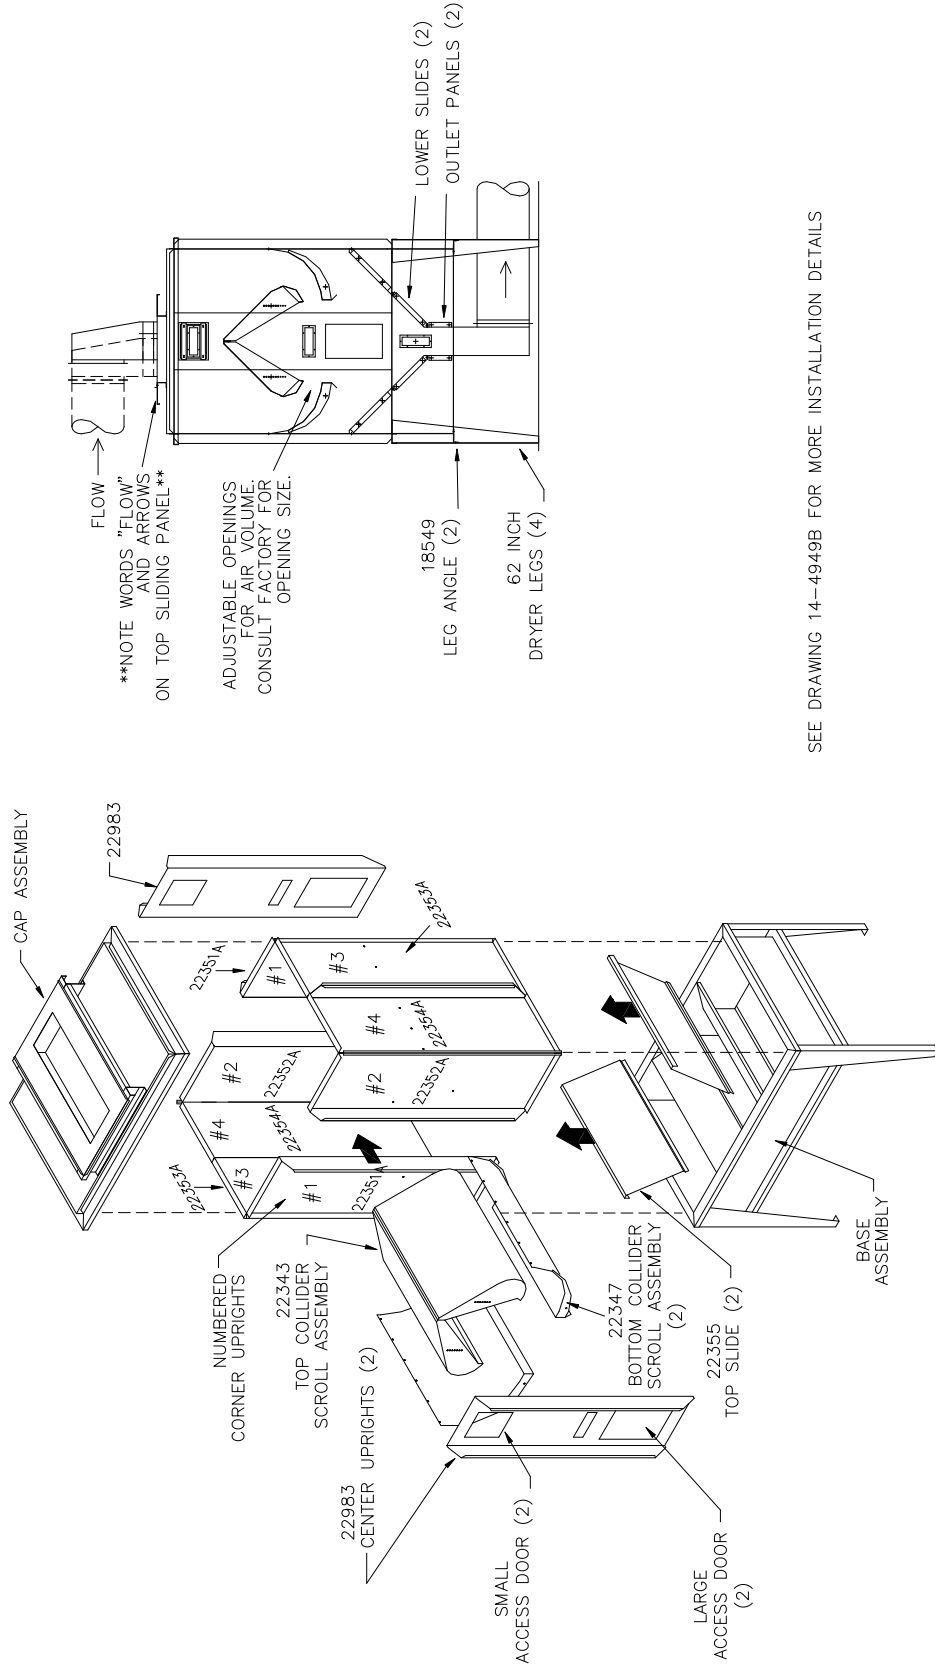 CAP ASSEMBLY
22983
22351A
#1
#3
22353A
#2
22352A
#4
22354A
#4
22354A
#2
22352A
22353A
#3
#1
22351A
NUMBERED
CORNER UPRIGHTS
22343
TOP COLLIDER
SCROLL ASSEMBLY
22983
CENTER UPRIGHTS (2)
SMALL
ACCESS DOOR (2)
LARGE
ACCESS DOOR
(2)
22347
BOTTOM COLLIDER
SCROLL ASSEMBLY
(2)
22355
TOP SLIDE (2)
BASE
ASSEMBLY
FLOW
**NOTE WORDS "FLOW"
AND ARROWS
ON TOP SLIDING PANEL**
ADJUSTABLE OPENINGS
FOR AIR VOLUME.
CONSULT FACTORY FOR
OPENING SIZE.
18549
LEG ANGLE (2)
62 INCH
DRYER LEGS (4)
LOWER SLIDES (2)
OUTLET PANELS (2)
SEE DRAWING 14-4949B FOR MORE INSTALLATION DETAILS